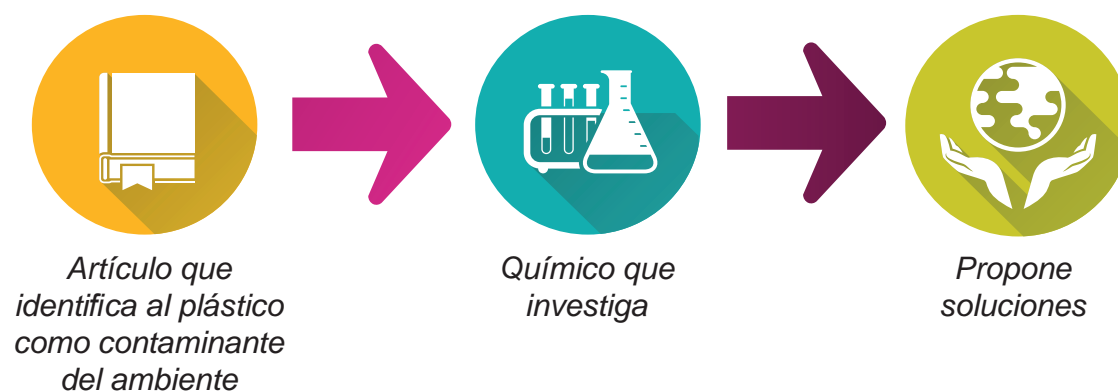 Artículo que
identifica al plástico
como contaminante
del ambiente
Químico que
investiga
Propone
soluciones